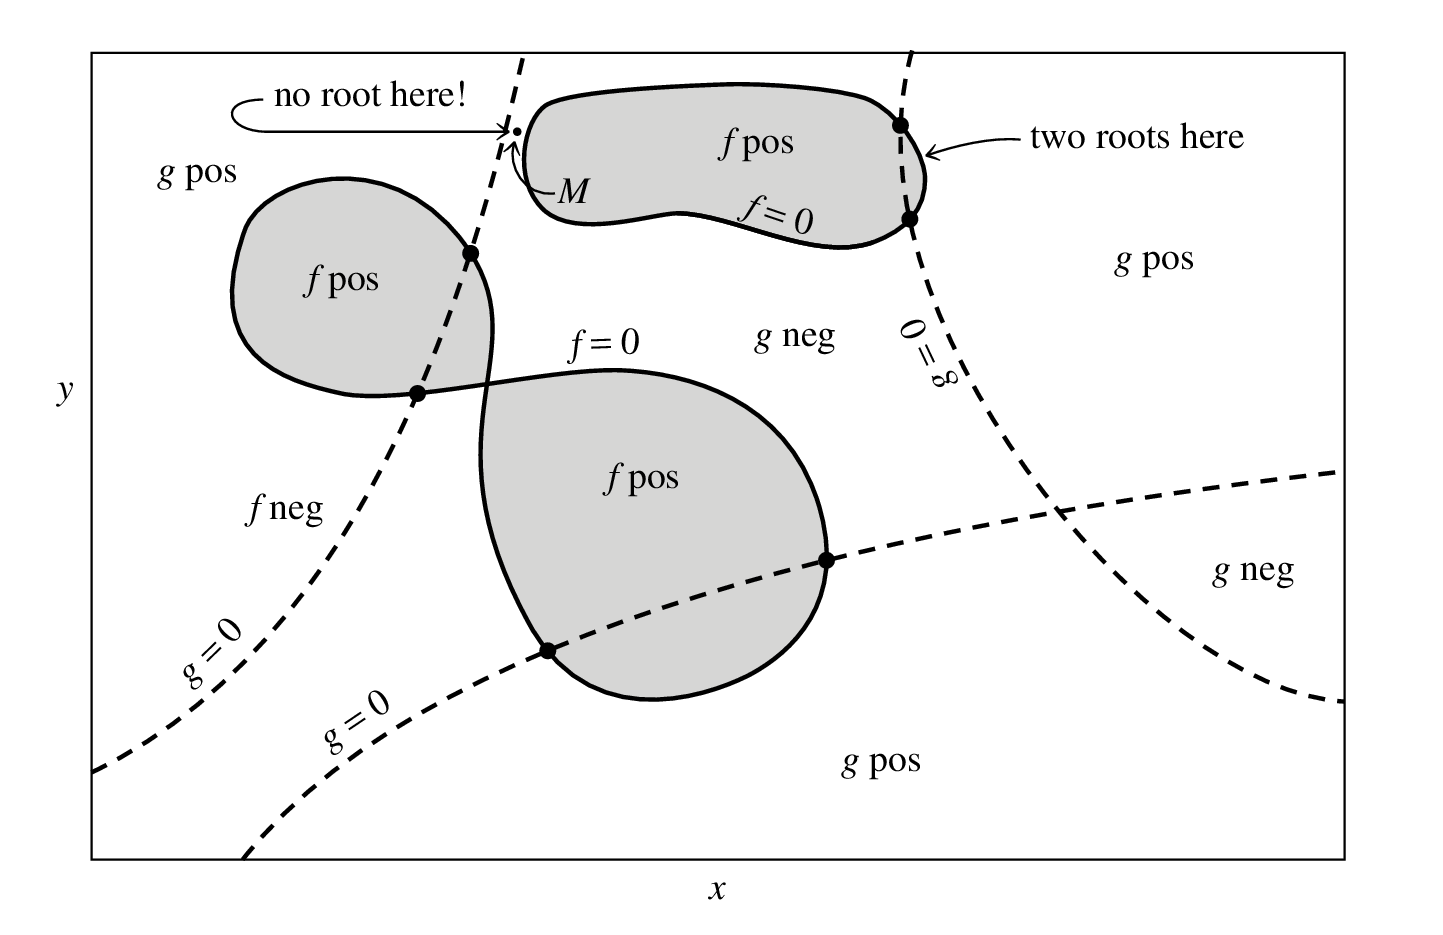 no root here!
f pos
two roots here
g pos
M
f = 0
g pos
f pos
f = 0
g neg
g = 0
y
f pos
f neg
g neg
g = 0
g = 0
g pos
x